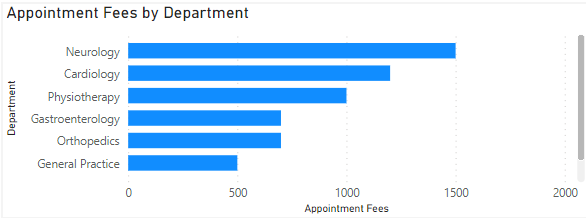 Appointment Fees by Department
Department
Neurology
Cardiology
Physiotherapy
Gastroenterology
Orthopedics
General Practice
0 500 1000 1500 2000
Appointment Fees